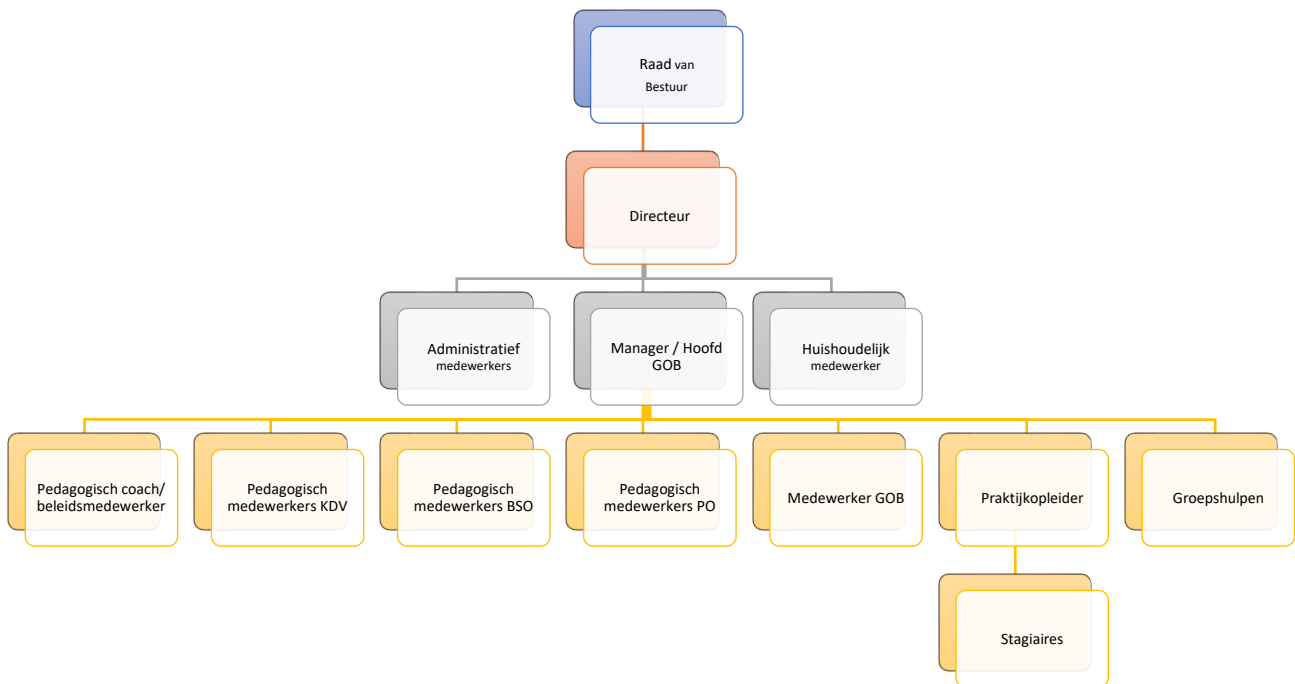 Raad van
Bestuur
Directeur
Administratief
medewerkers
Manager / Hoofd
GOB
Huishoudelijk
medewerker
Pedagogisch coach/
beleidsmedewerker
Pedagogisch
medewerkers KDV
Pedagogisch
medewerkers BSO
Pedagogisch
medewerkers PO
Medewerker GOB
Praktijkopleider
Groepshulpen
Stagiaires